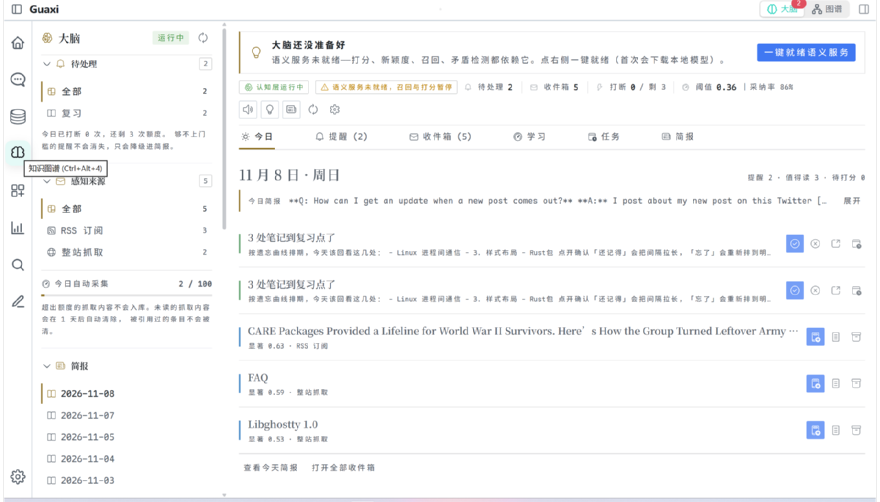 Guaxi
大脑 2 图谱
大脑 运行中
待处理 2
全部 2
复习 2
今日已打断 0 次，还剩 3 次额度。 够不上门
槛的提醒不会消失，只会降级进简报。
知识图谱 (Ctrl+Alt+4)
感知来源 5
全部 5
RSS 订阅 3
整站抓取 2
今日自动采集 2 / 100
超出额度的抓取内容不会入库。未读的抓取内容
会在 1 天后自动清除， 被引用过的条目不会被
清。
简报
2026-11-08
2026-11-07
2026-11-05
2026-11-04
2026-11-03
大脑还没准备好
语义服务未就绪—打分、新颖度、召回、矛盾检测都依赖它。点右侧一键就绪（首次会下载本地模型）。
一键就绪语义服务
认知层运行中 语义服务未就绪，召回与打分暂停 待处理 2 收件箱 5 打断 0 / 剩 3 阈值 0.36 | 采纳率 86%
今日 提醒 (2) 收件箱 (5) 学习 任务 简报
11 月 8 日 · 周日
提醒 2 · 值得读 3 · 待打分 0
今日简报 **Q: How can I get an update when a new post comes out?** **A:** I post about my new post on this Twitter [… 展开
3 处笔记到复习点了
按遗忘曲线排期，今天该回看这几处： - Linux 进程间通信 - 3. 样式布局 - Rust包 点开确认「还记得」会把间隔拉长，「忘了」会重新排到明…
3 处笔记到复习点了
按遗忘曲线排期，今天该回看这几处： - Linux 进程间通信 - 3. 样式布局 - Rust包 点开确认「还记得」会把间隔拉长，「忘了」会重新排到明…
CARE Packages Provided a Lifeline for World War II Survivors. Here's How the Group Turned Leftover Army …
显著 0.63 · RSS 订阅
FAQ
显著 0.59 · 整站抓取
Libghostty 1.0
显著 0.53 · 整站抓取
查看今天简报 打开全部收件箱